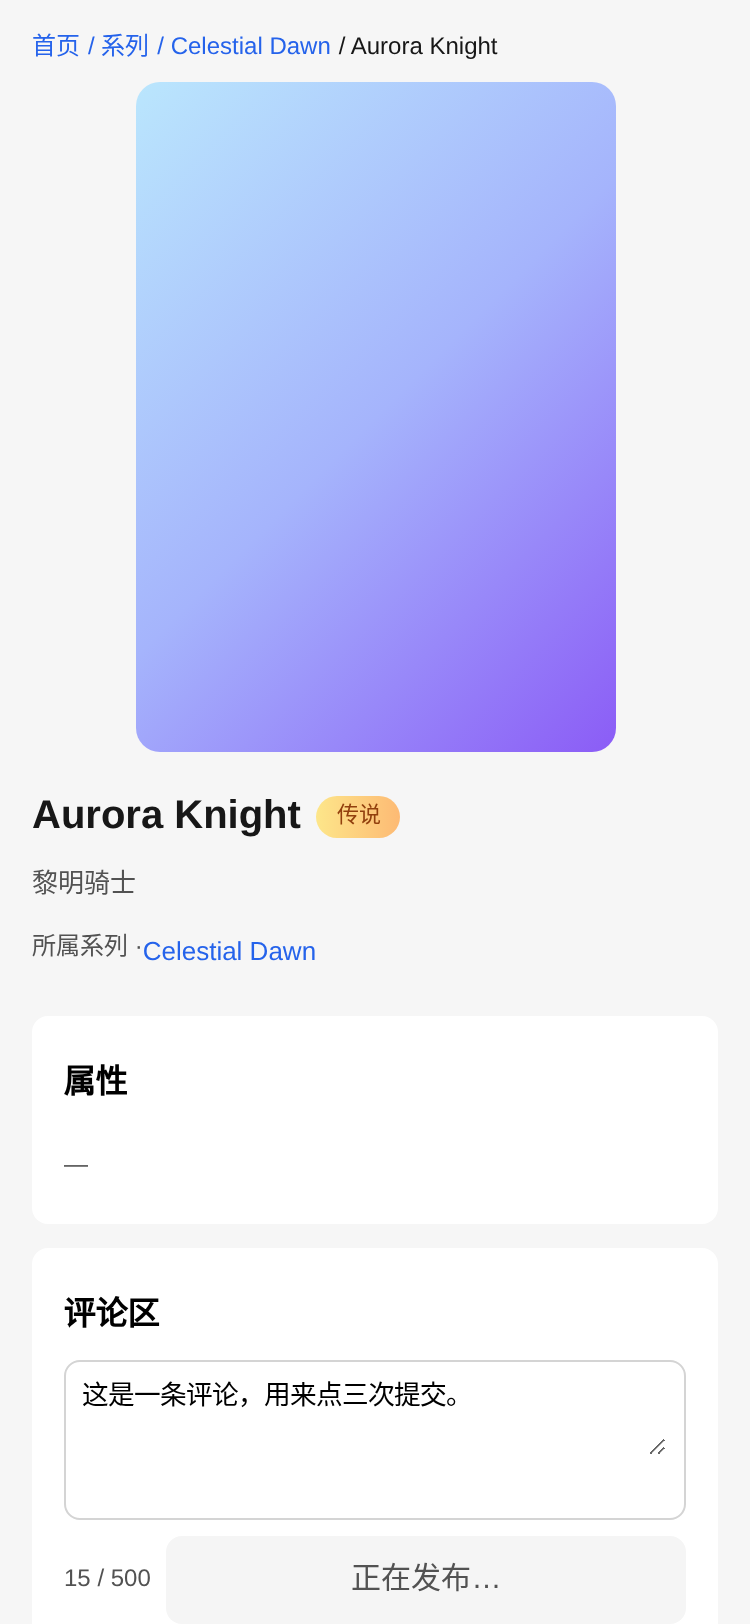 首页 / 系列 / Celestial Dawn / Aurora Knight
Aurora Knight 传说
黎明骑士
所属系列 · Celestial Dawn
属性
—
评论区
这是一条评论，用来点三次提交。
15 / 500 正在发布…